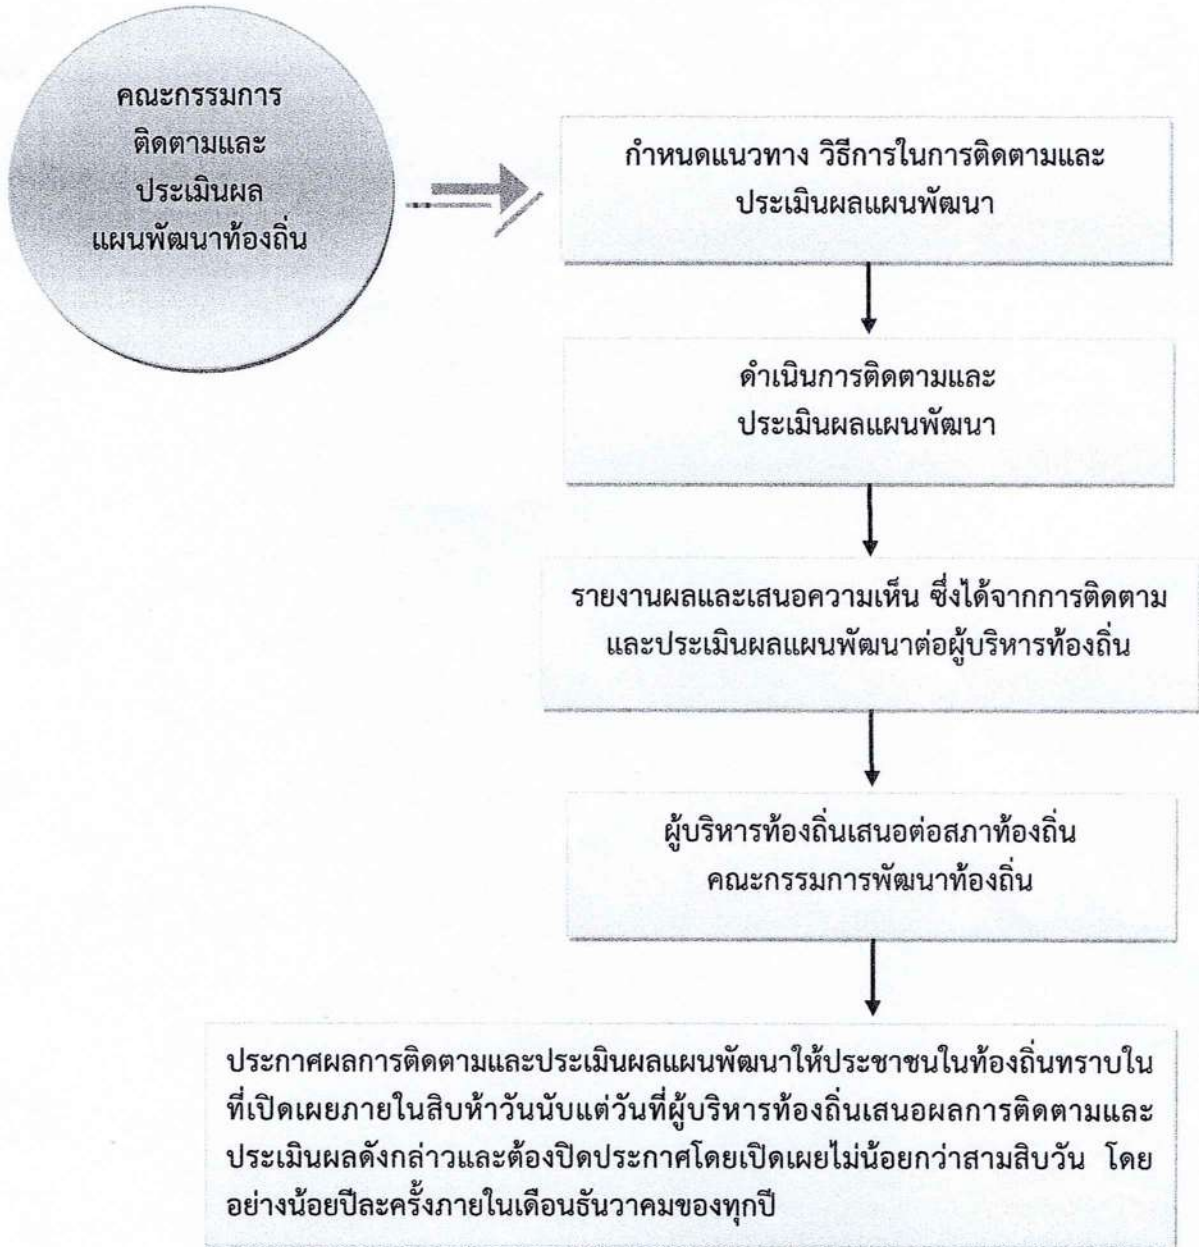 คณะกรรมการ
ติดตามและ
ประเมินผล
แผนพัฒนาท้องถิ่น
กำหนดแนวทาง วิธีการในการติดตามและ
ประเมินผลแผนพัฒนา
ดำเนินการติดตามและ
ประเมินผลแผนพัฒนา
รายงานผลและเสนอความเห็น ซึ่งได้จากการติดตาม
และประเมินผลแผนพัฒนาต่อผู้บริหารท้องถิ่น
ผู้บริหารท้องถิ่นเสนอต่อสภาท้องถิ่น
คณะกรรมการพัฒนาท้องถิ่น
ประกาศผลการติดตามและประเมินผลแผนพัฒนาให้ประชาชนในท้องถิ่นทราบใน
ที่เปิดเผยภายในสิบห้าวันนับแต่วันที่ผู้บริหารท้องถิ่นเสนอผลการติดตามและ
ประเมินผลดังกล่าวและต้องปิดประกาศโดยเปิดเผยไม่น้อยกว่าสามสิบวัน โดย
อย่างน้อยปีละครั้งภายในเดือนธันวาคมของทุกปี